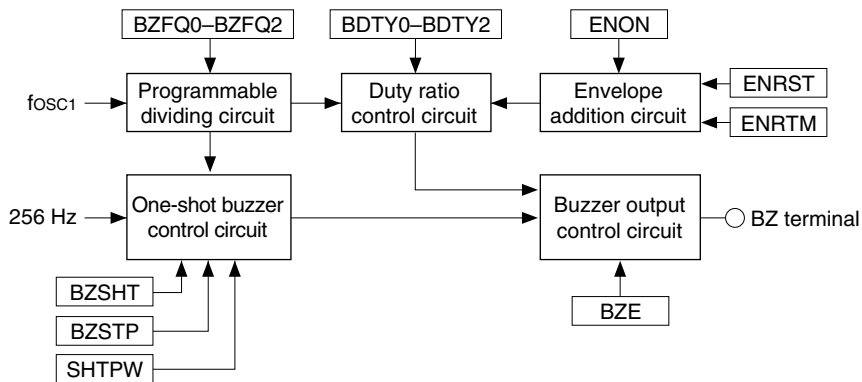 BZFQ0–BZFQ2
BDTY0–BDTY2
ENON
fOSC1
Programmable
dividing circuit
Duty ratio
control circuit
Envelope
addition circuit
ENRST
ENRTM
256 Hz
One-shot buzzer
control circuit
Buzzer output
control circuit
BZ terminal
BZSHT
BZSTP
SHTPW
BZE